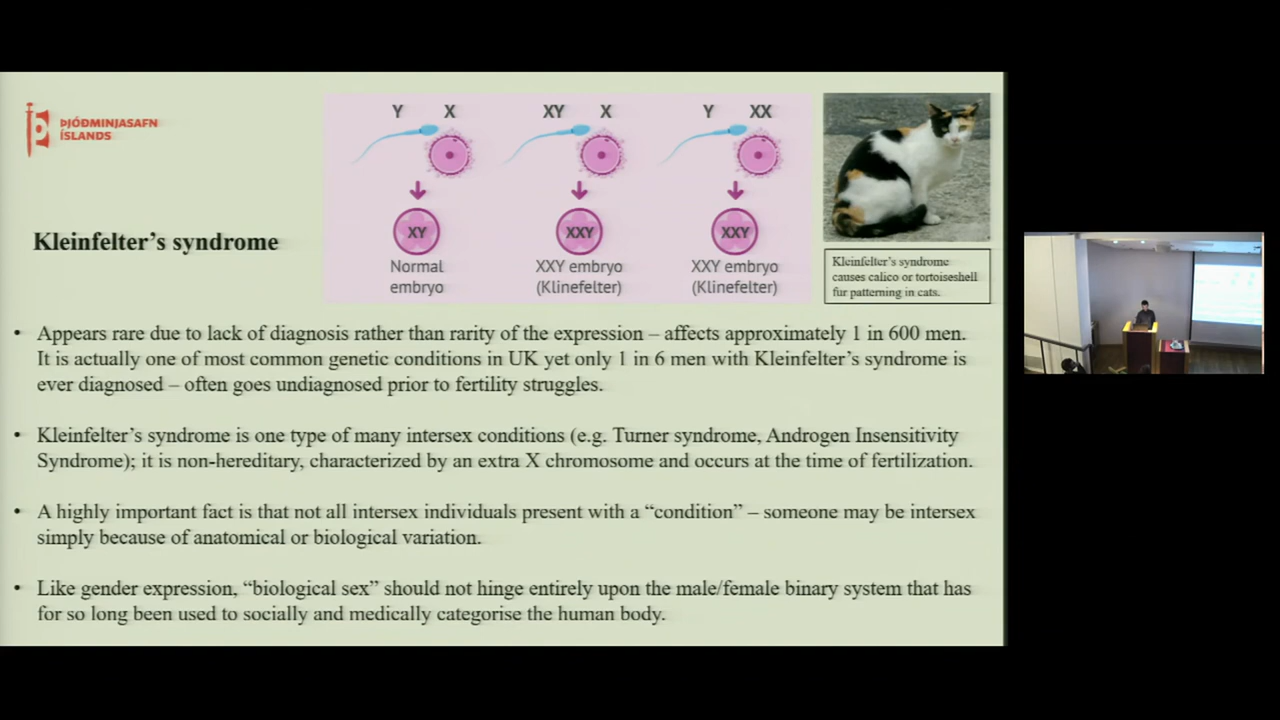 ÞJÓÐMINJASAFN
ÍSLANDS
Y X
XY X
Y XX
XY
XXY
XXY
Normal
embryo
XXY embryo
(Klinefelter)
XXY embryo
(Klinefelter)
Kleinfelter's syndrome
causes calico or tortoiseshell
fur patterning in cats.
Kleinfelter's syndrome
• Appears rare due to lack of diagnosis rather than rarity of the expression – affects approximately 1 in 600 men.
It is actually one of most common genetic conditions in UK yet only 1 in 6 men with Kleinfelter's syndrome is
ever diagnosed – often goes undiagnosed prior to fertility struggles.
• Kleinfelter's syndrome is one type of many intersex conditions (e.g. Turner syndrome, Androgen Insensitivity
Syndrome); it is non-hereditary, characterized by an extra X chromosome and occurs at the time of fertilization.
• A highly important fact is that not all intersex individuals present with a “condition” – someone may be intersex
simply because of anatomical or biological variation.
• Like gender expression, “biological sex” should not hinge entirely upon the male/female binary system that has
for so long been used to socially and medically categorise the human body.